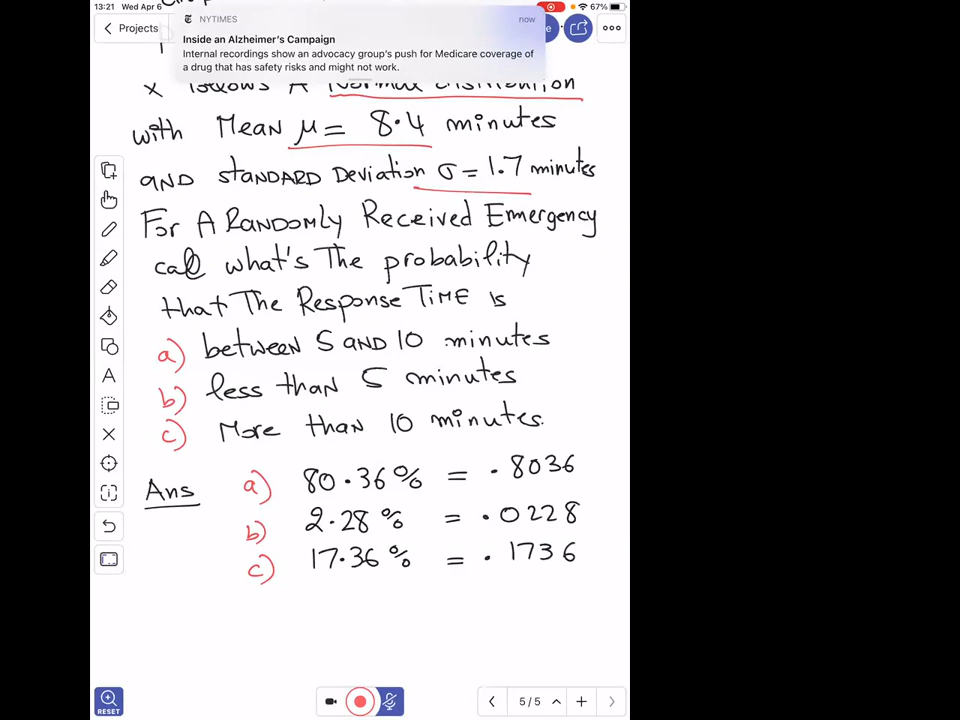 13:21 Wed Apr 6
67%
Projects
NYTIMES
now
Inside an Alzheimer's Campaign
Internal recordings show an advocacy group's push for Medicare coverage of
a drug that has safety risks and might not work.
X follows A Normal Distribution
with Mean μ = 8.4 minutes
AND STANDARD Deviation σ = 1.7 minutes
For A RANDOMLY Received Emergency
call what's The probability
that The Response TIME is
a) between 5 AND 10 minutes
b) less than 5 minutes
c) More than 10 minutes.
Ans a) 80.36% = .8036
b) 2.28% = .0228
c) 17.36% = .1736
RESET
5/5